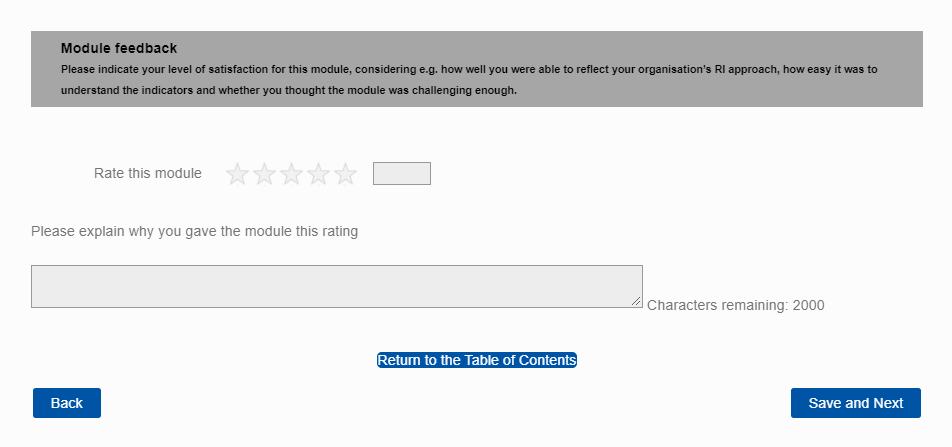 Module feedback
Please indicate your level of satisfaction for this module, considering e.g. how well you were able to reflect your organisation's RI approach, how easy it was to
understand the indicators and whether you thought the module was challenging enough.
Rate this module
Please explain why you gave the module this rating
Characters remaining: 2000
Return to the Table of Contents
Back
Save and Next